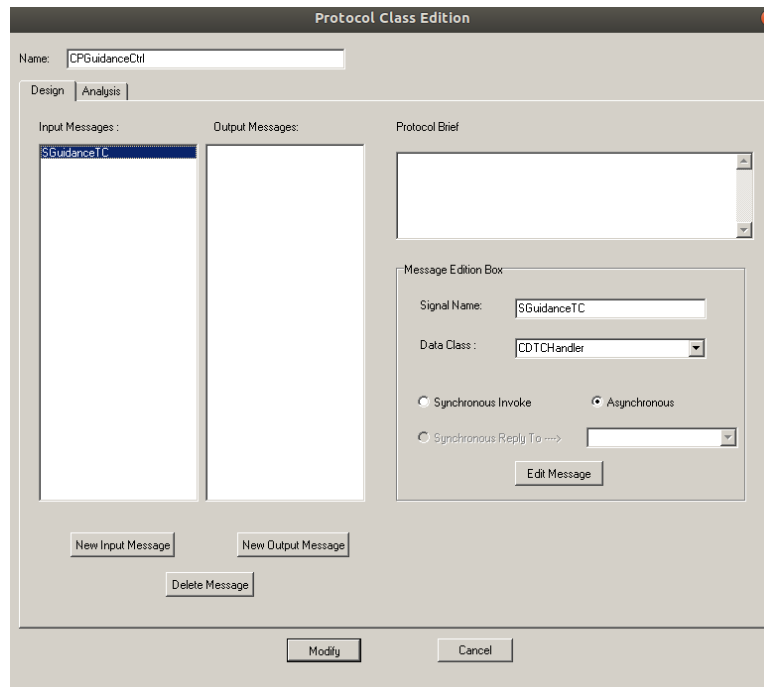 Protocol Class Edition
Name: CPGuidanceCtrl
Design Analysis
Input Messages : Output Messages: Protocol Brief
SGuidanceTC
Message Edition Box
Signal Name: SGuidanceTC
Data Class : CDTCHandler
Synchronous Invoke Asynchronous
Synchronous Reply To ---->
Edit Message
New Input Message New Output Message
Delete Message
Modify Cancel